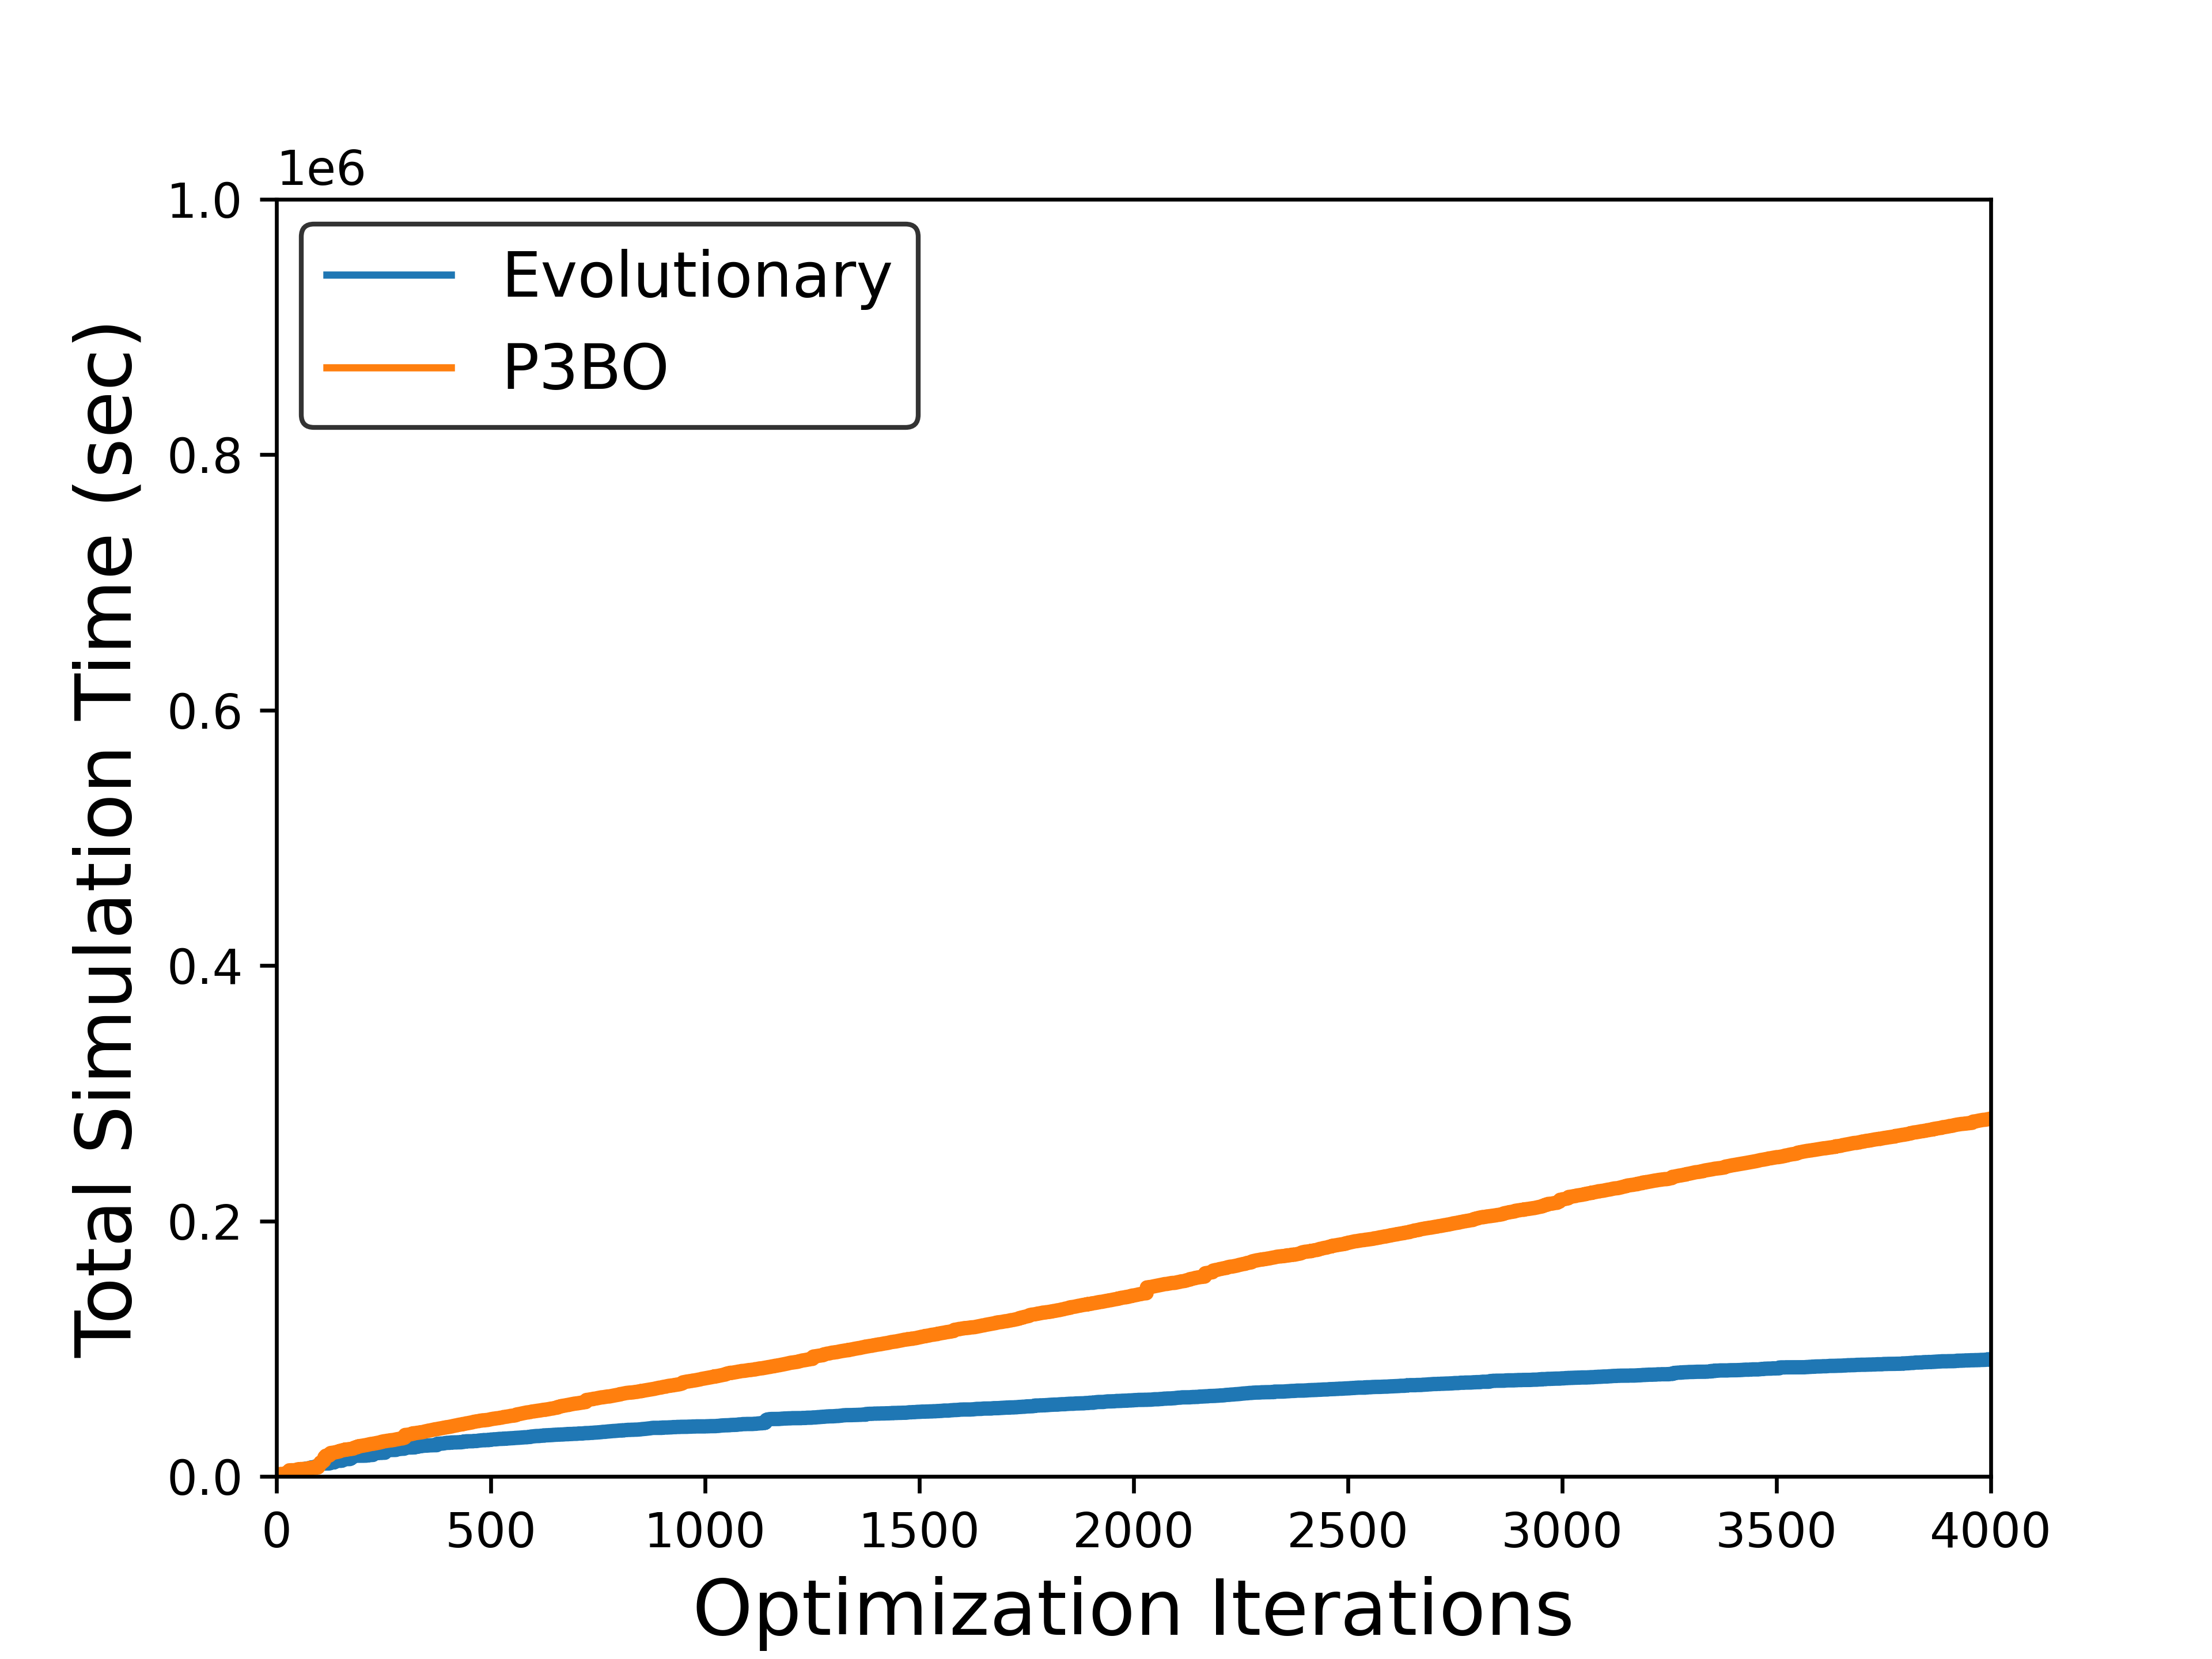 1e6
1.0
0.8
0.6
0.4
0.2
0.0
Total Simulation Time (sec)
Evolutionary
P3BO
0 500 1000 1500 2000 2500 3000 3500 4000
Optimization Iterations